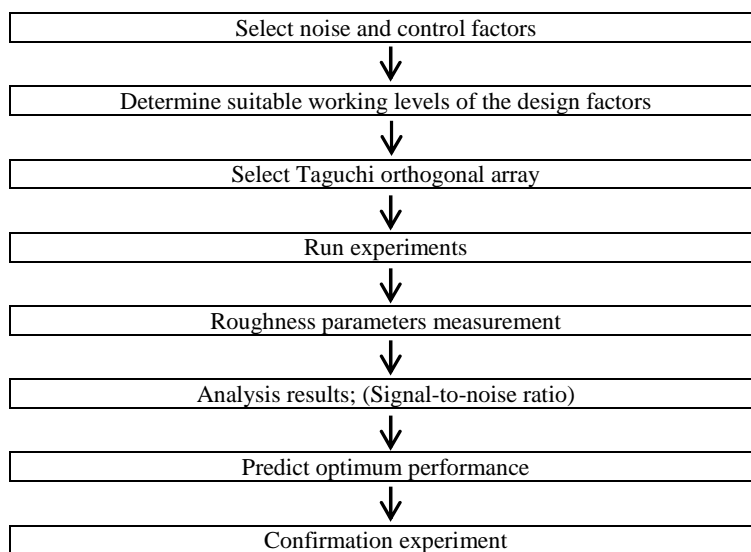 Select noise and control factors
Determine suitable working levels of the design factors
Select Taguchi orthogonal array
Run experiments
Roughness parameters measurement
Analysis results; (Signal-to-noise ratio)
Predict optimum performance
Confirmation experiment